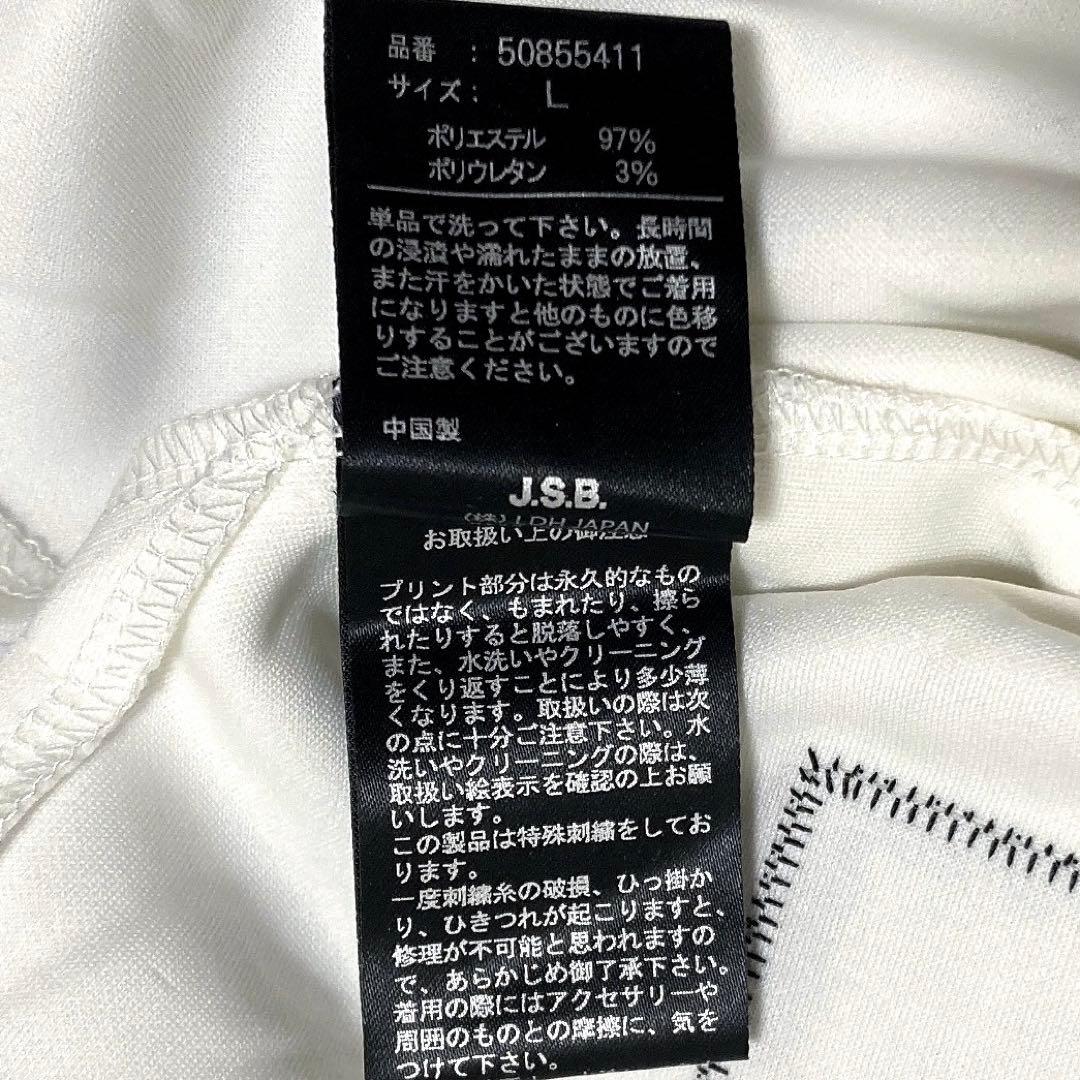 品番 : 50855411
サイズ: L
ポリエステル 97%
ポリウレタン 3%
単品で洗って下さい。長時間
の浸漬や濡れたままの放置、
また汗をかいた状態でご着用
になりますと他のものに色移
りすることがございますので
ご注意ください。
中国製
J.S.B.
(株)LDH JAPAN
お取扱い上の御注意
プリント部分は永久的なもの
ではなく、もまれたり、擦ら
れたりすると脱落しやすく、
また、水洗いやクリーニング
をくり返すことにより多少薄
くなります。取扱いの際は次
の点に十分ご注意下さい。水
洗いやクリーニングの際は、
取扱い絵表示を確認の上お願
いします。
この製品は特殊刺繍をしてお
ります。
一度刺繍糸の破損、ひっ掛か
り、ひきつれが起こりますと、
修理が不可能と思われますの
で、あらかじめ御了承下さい。
着用の際にはアクセサリーや
周囲のものとの摩擦に、気を
つけて下さい。